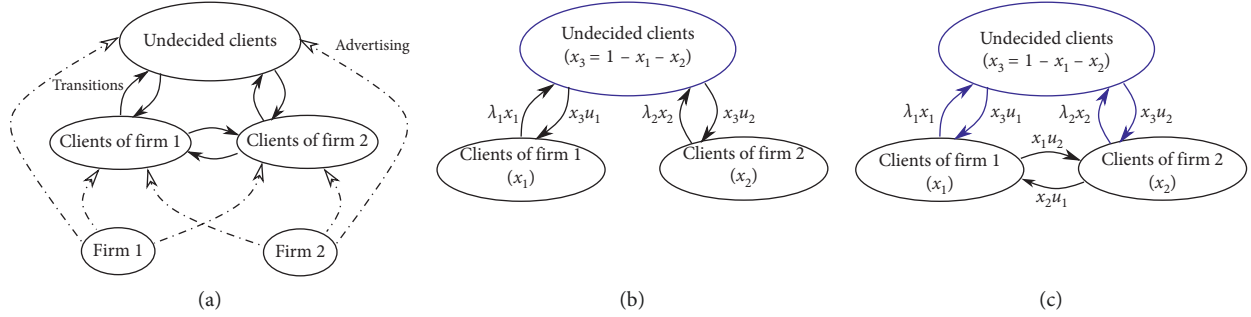 Undecided clients
Advertising
Transitions
Clients of firm 1
Clients of firm 2
Firm 1
Firm 2
(a)
Undecided clients
(x₃ = 1 – x₁ – x₂)
λ₁x₁
x₃u₁
λ₂x₂
x₃u₂
Clients of firm 1
(x₁)
Clients of firm 2
(x₂)
(b)
Undecided clients
(x₃ = 1 – x₁ – x₂)
λ₁x₁
x₃u₁
λ₂x₂
x₃u₂
Clients of firm 1
(x₁)
x₁u₂
x₂u₁
Clients of firm 2
(x₂)
(c)